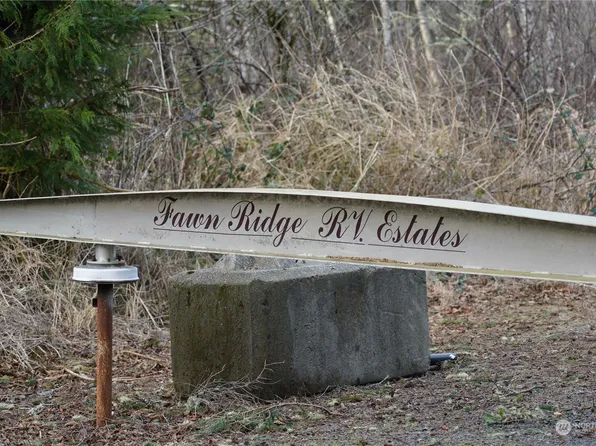 Fawn Ridge RV. Estates